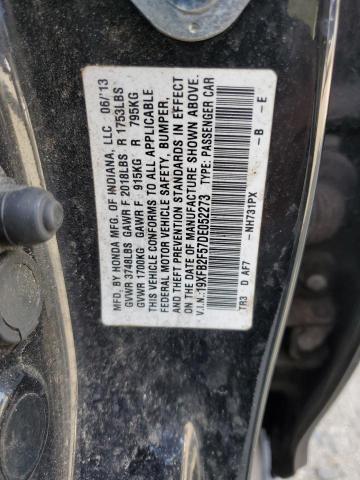 MFD. BY HONDA MFG. OF INDIANA, LLC 06/'13
GVWR 3748LBS GAWR F 2018LBS R 1753LBS
GVWR 1700KG GAWR F 915KG R 795KG
THIS VEHICLE CONFORMS TO ALL APPLICABLE
FEDERAL MOTOR VEHICLE SAFETY, BUMPER,
AND THEFT PREVENTION STANDARDS IN EFFECT
ON THE DATE OF MANUFACTURE SHOWN ABOVE.
V.I.N.:19XFB2F57DE092273 TYPE: PASSENGER CAR
-NH731PX -B -E
TR3 D AF7